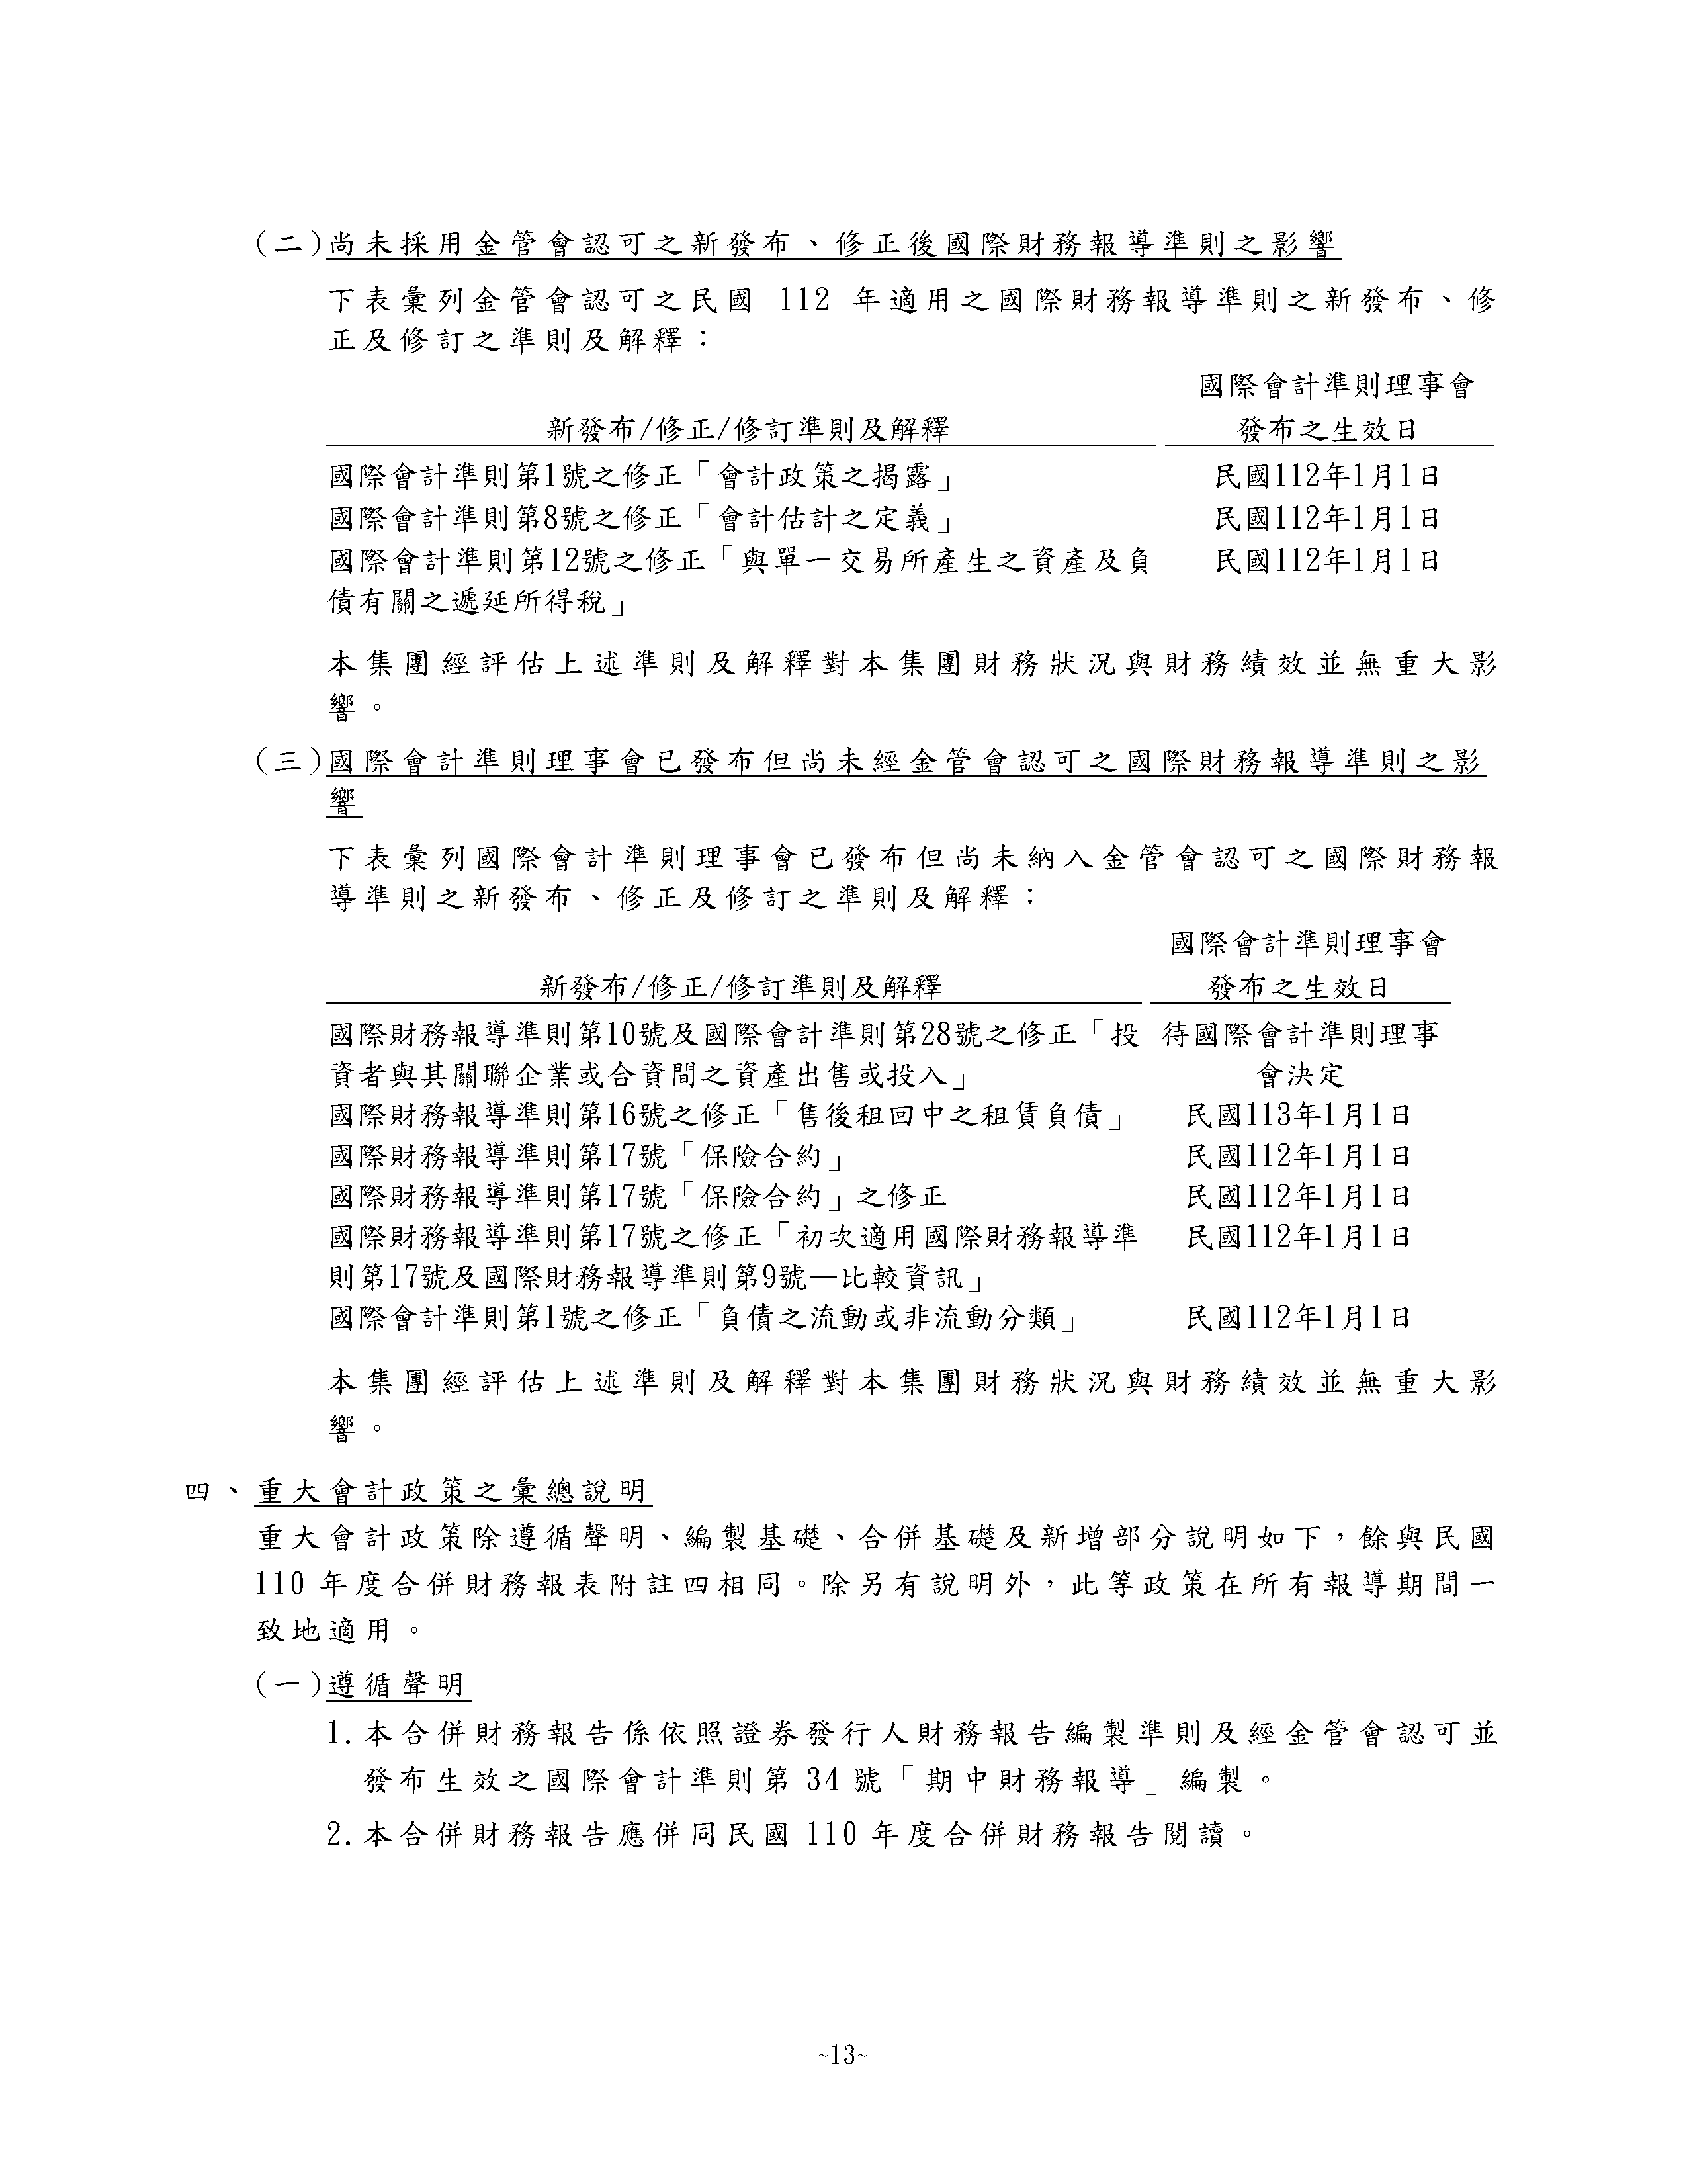 (二)尚未採用金管會認可之新發布、修正後國際財務報導準則之影響
下表彙列金管會認可之民國 112 年適用之國際財務報導準則之新發布、修
正及修訂之準則及解釋：
國際會計準則理事會
新發布/修正/修訂準則及解釋 發布之生效日
國際會計準則第1號之修正「會計政策之揭露」 民國112年1月1日
國際會計準則第8號之修正「會計估計之定義」 民國112年1月1日
國際會計準則第12號之修正「與單一交易所產生之資產及負 民國112年1月1日
債有關之遞延所得稅」
本集團經評估上述準則及解釋對本集團財務狀況與財務績效並無重大影
響。
(三)國際會計準則理事會已發布但尚未經金管會認可之國際財務報導準則之影
響
下表彙列國際會計準則理事會已發布但尚未納入金管會認可之國際財務報
導準則之新發布、修正及修訂之準則及解釋：
國際會計準則理事會
新發布/修正/修訂準則及解釋 發布之生效日
國際財務報導準則第10號及國際會計準則第28號之修正「投 待國際會計準則理事
資者與其關聯企業或合資間之資產出售或投入」 會決定
國際財務報導準則第16號之修正「售後租回中之租賃負債」 民國113年1月1日
國際財務報導準則第17號「保險合約」 民國112年1月1日
國際財務報導準則第17號「保險合約」之修正 民國112年1月1日
國際財務報導準則第17號之修正「初次適用國際財務報導準 民國112年1月1日
則第17號及國際財務報導準則第9號—比較資訊」
國際會計準則第1號之修正「負債之流動或非流動分類」 民國112年1月1日
本集團經評估上述準則及解釋對本集團財務狀況與財務績效並無重大影
響。
四、重大會計政策之彙總說明
重大會計政策除遵循聲明、編製基礎、合併基礎及新增部分說明如下，餘與民國
110 年度合併財務報表附註四相同。除另有說明外，此等政策在所有報導期間一
致地適用。
(一)遵循聲明
1.本合併財務報告係依照證券發行人財務報告編製準則及經金管會認可並
發布生效之國際會計準則第 34 號「期中財務報導」編製。
2.本合併財務報告應併同民國 110 年度合併財務報告閱讀。
~13~